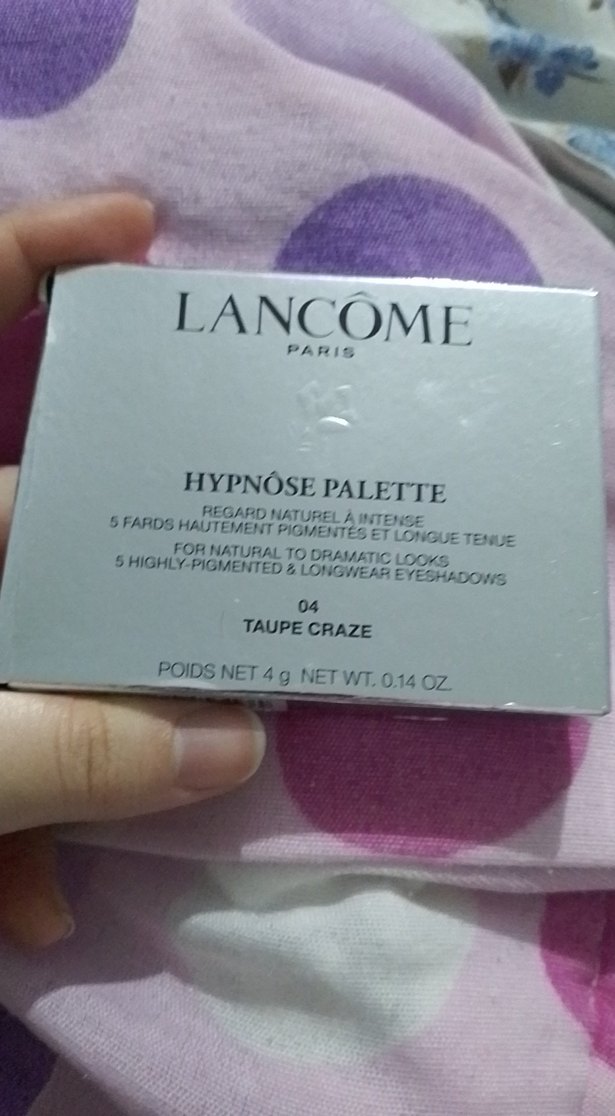 LANCÔME
PARIS
HYPNÔSE PALETTE
REGARD NATUREL À INTENSE
5 FARDS HAUTEMENT PIGMENTÉS ET LONGUE TENUE
FOR NATURAL TO DRAMATIC LOOKS
5 HIGHLY-PIGMENTED & LONGWEAR EYESHADOWS
04
TAUPE CRAZE
POIDS NET 4 g NET WT. 0.14 OZ.